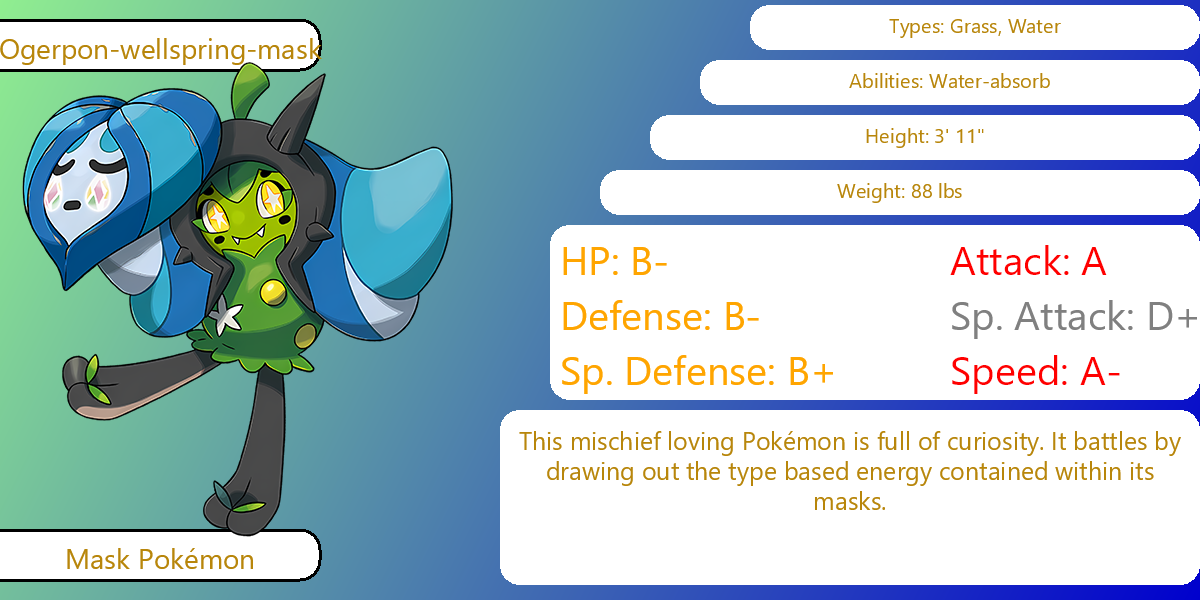 Ogerpon-wellspring-mask
Types: Grass, Water
Abilities: Water-absorb
Height: 3' 11"
Weight: 88 lbs
HP: B-
Attack: A
Defense: B-
Sp. Attack: D+
Sp. Defense: B+
Speed: A-
This mischief loving Pokémon is full of curiosity. It battles by
drawing out the type based energy contained within its
masks.
Mask Pokémon